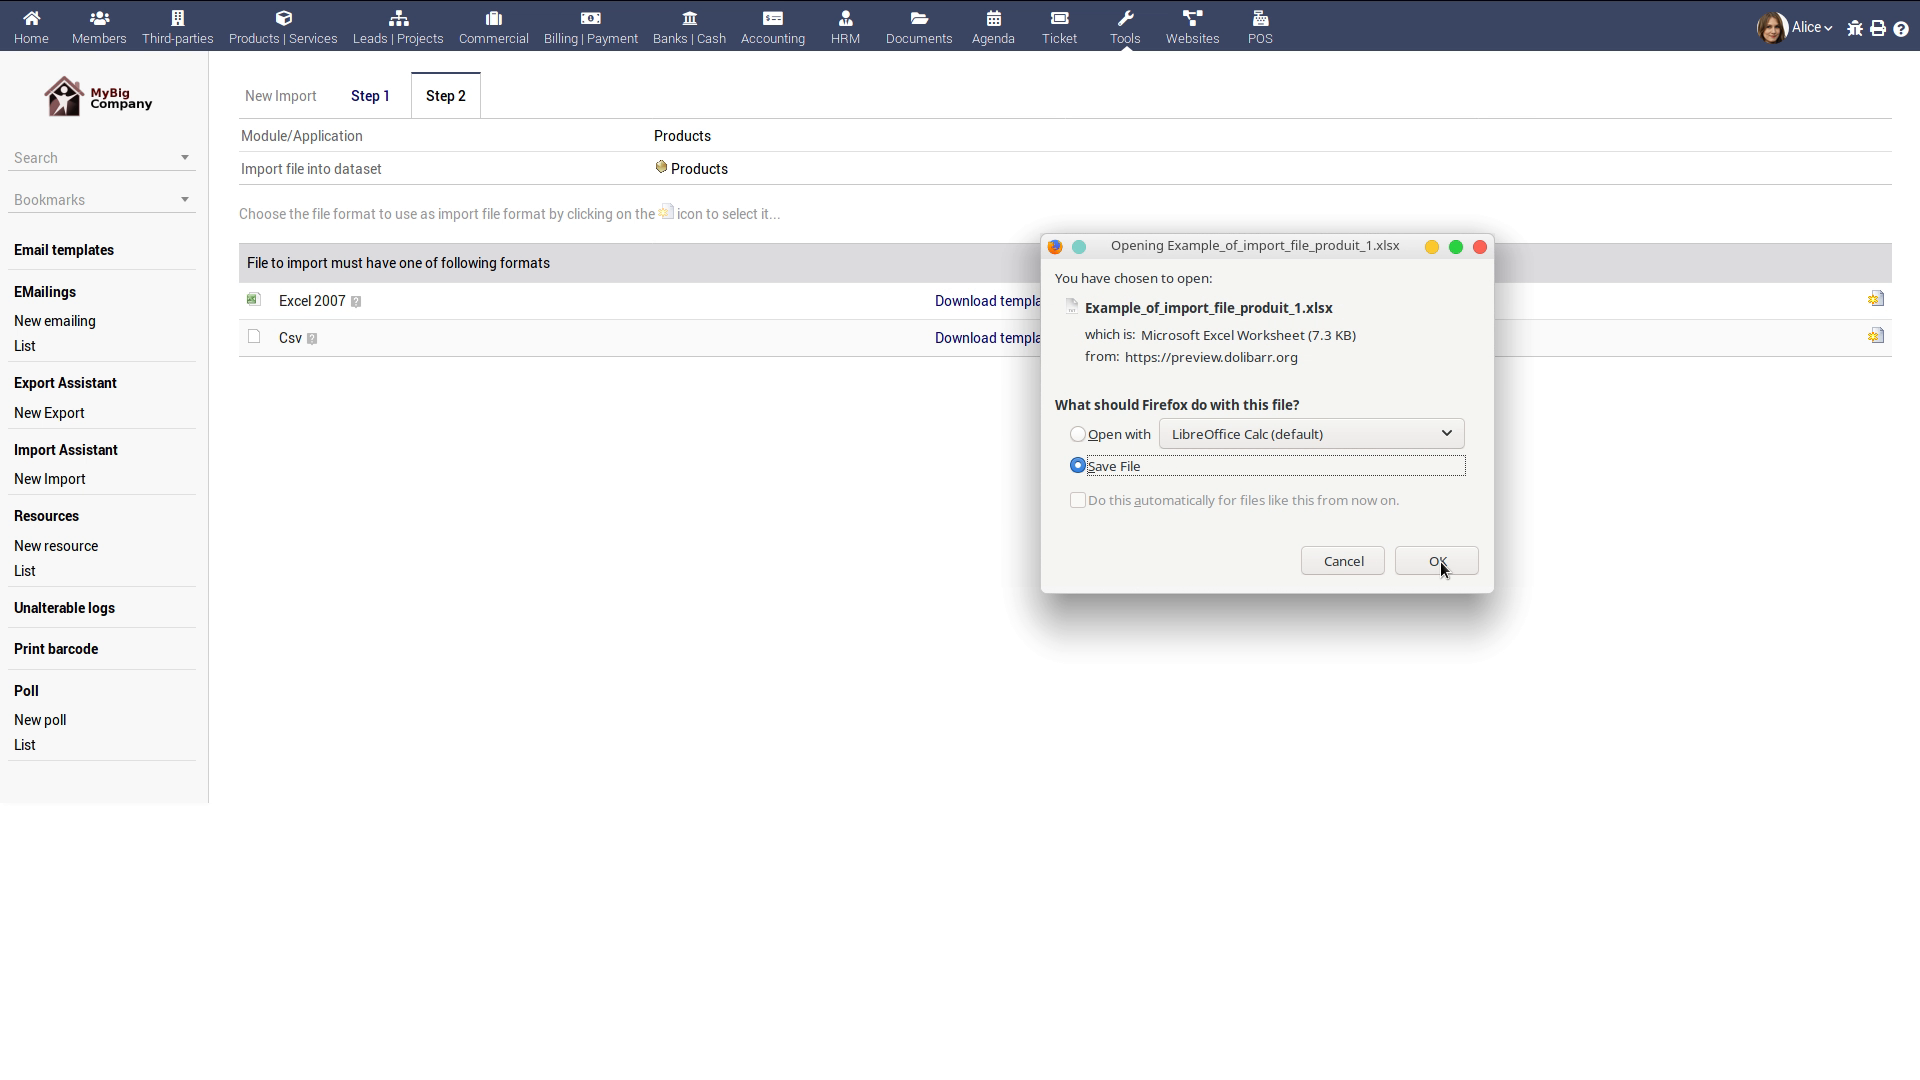 Home Members Third-parties Products | Services Leads | Projects Commercial Billing | Payment Banks | Cash Accounting HRM Documents Agenda Ticket Tools Websites POS Alice
MyBig
Company
Search
Bookmarks
Email templates
EMailings
New emailing
List
Export Assistant
New Export
Import Assistant
New Import
Resources
New resource
List
Unalterable logs
Print barcode
Poll
New poll
List
New Import Step 1 Step 2
Module/Application Products
Import file into dataset Products
Choose the file format to use as import file format by clicking on the icon to select it...
File to import must have one of following formats
Excel 2007 Download
Csv Download
Opening Example_of_import_file_produit_1.xlsx
You have chosen to open:
Example_of_import_file_produit_1.xlsx
which is: Microsoft Excel Worksheet (7.3 KB)
from: https://preview.dolibarr.org
What should Firefox do with this file?
Open with LibreOffice Calc (default)
Save File
Do this automatically for files like this from now on.
Cancel OK